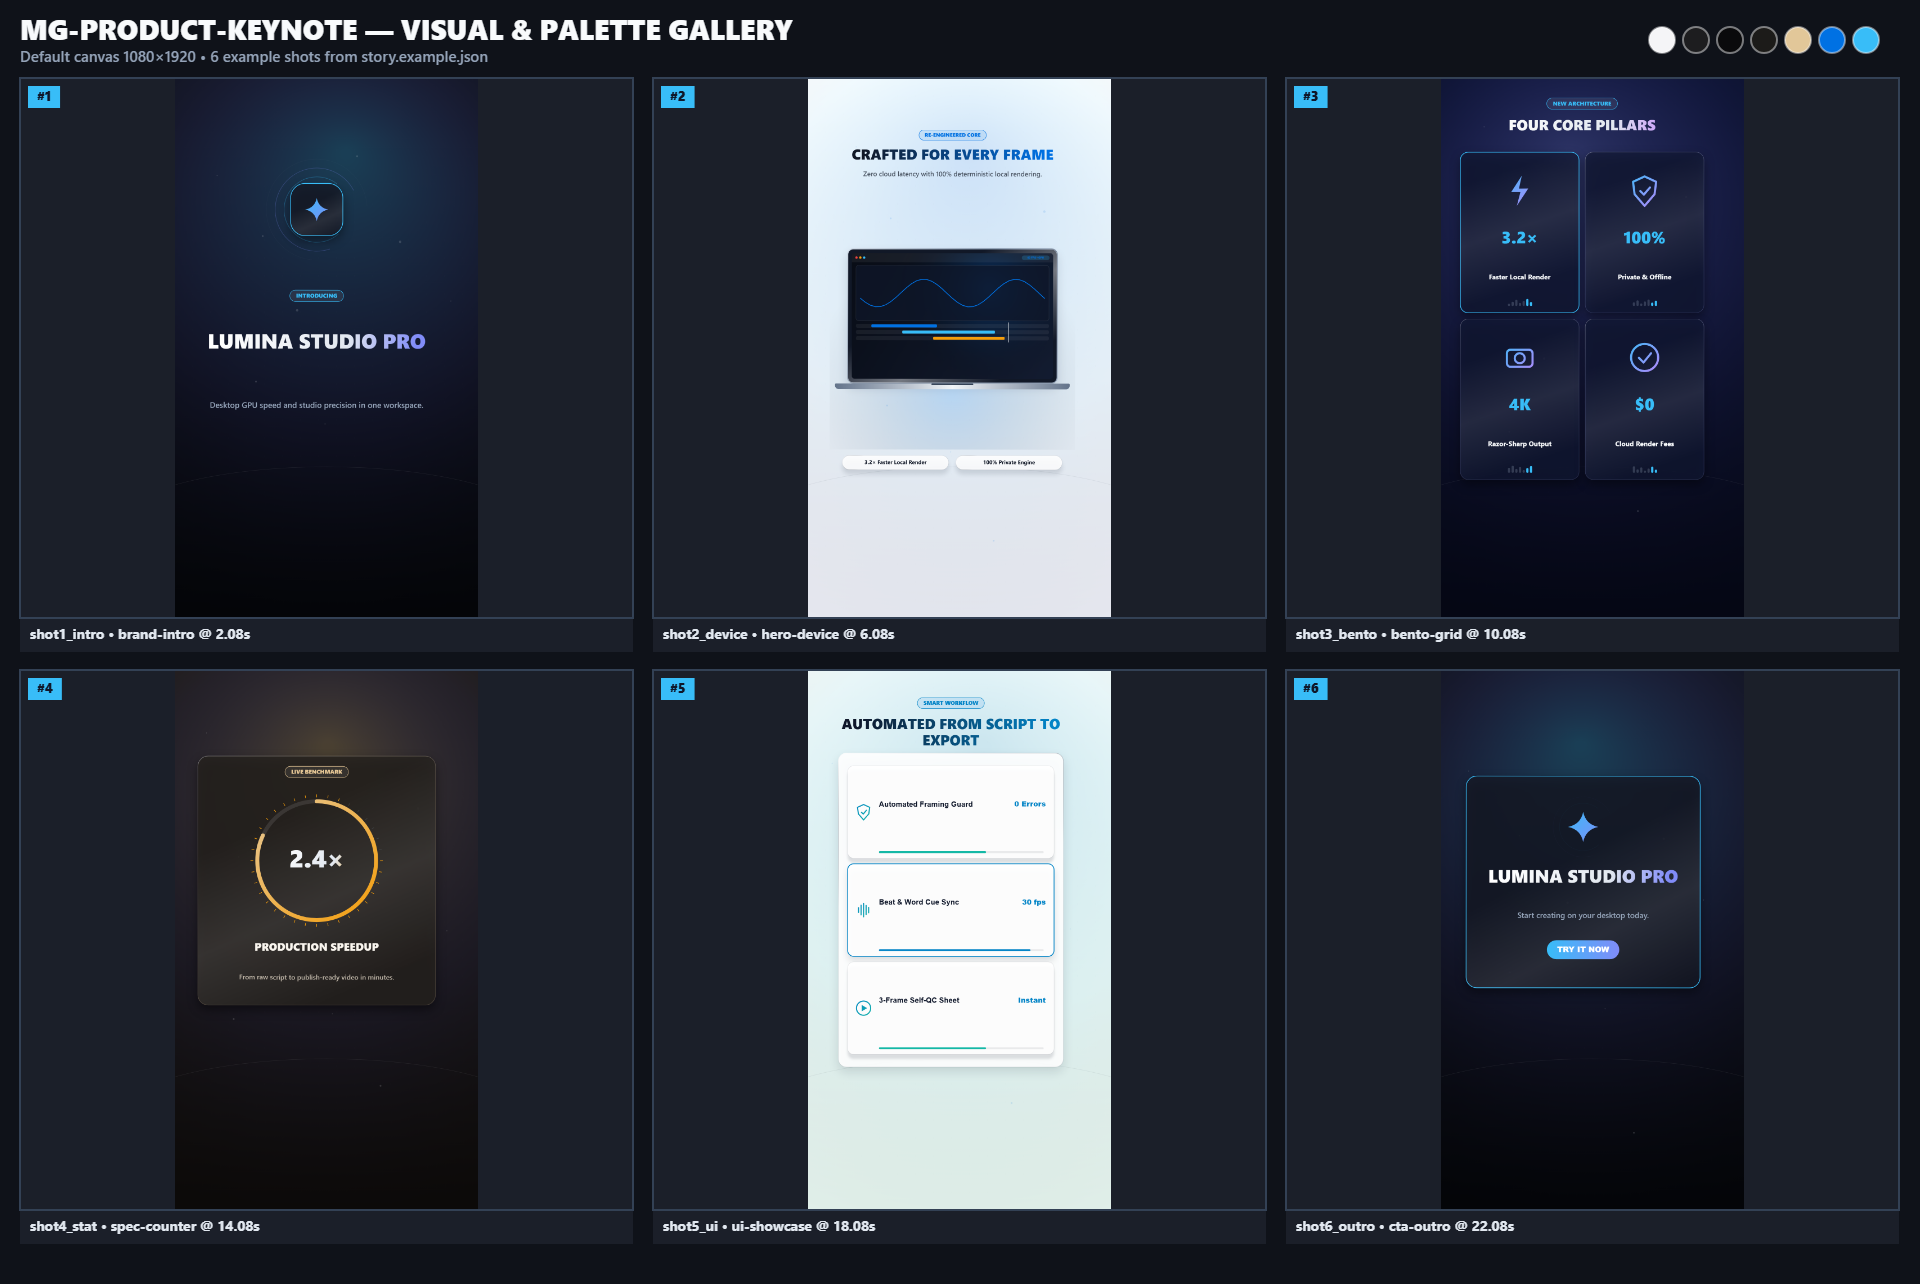 MG-PRODUCT-KEYNOTE — VISUAL & PALETTE GALLERY
Default canvas 1080×1920 • 6 example shots from story.example.json
#1
INTRODUCING
LUMINA STUDIO PRO
Desktop GPU speed and studio precision in one workspace.
shot1_intro • brand-intro @ 2.08s
#2
RE-ENGINEERED CORE
CRAFTED FOR EVERY FRAME
Zero cloud latency with 100% deterministic local rendering.
3.2× Faster Local Render
100% Private Engine
shot2_device • hero-device @ 6.08s
#3
NEW ARCHITECTURE
FOUR CORE PILLARS
3.2×
Faster Local Render
100%
Private & Offline
4K
Razor-Sharp Output
$0
Cloud Render Fees
shot3_bento • bento-grid @ 10.08s
#4
LIVE BENCHMARK
2.4×
PRODUCTION SPEEDUP
From raw script to publish-ready video in minutes.
shot4_stat • spec-counter @ 14.08s
#5
SMART WORKFLOW
AUTOMATED FROM SCRIPT TO
EXPORT
Automated Framing Guard
0 Errors
Beat & Word Cue Sync
30 fps
3-Frame Self-QC Sheet
Instant
shot5_ui • ui-showcase @ 18.08s
#6
LUMINA STUDIO PRO
Start creating on your desktop today.
TRY IT NOW
shot6_outro • cta-outro @ 22.08s